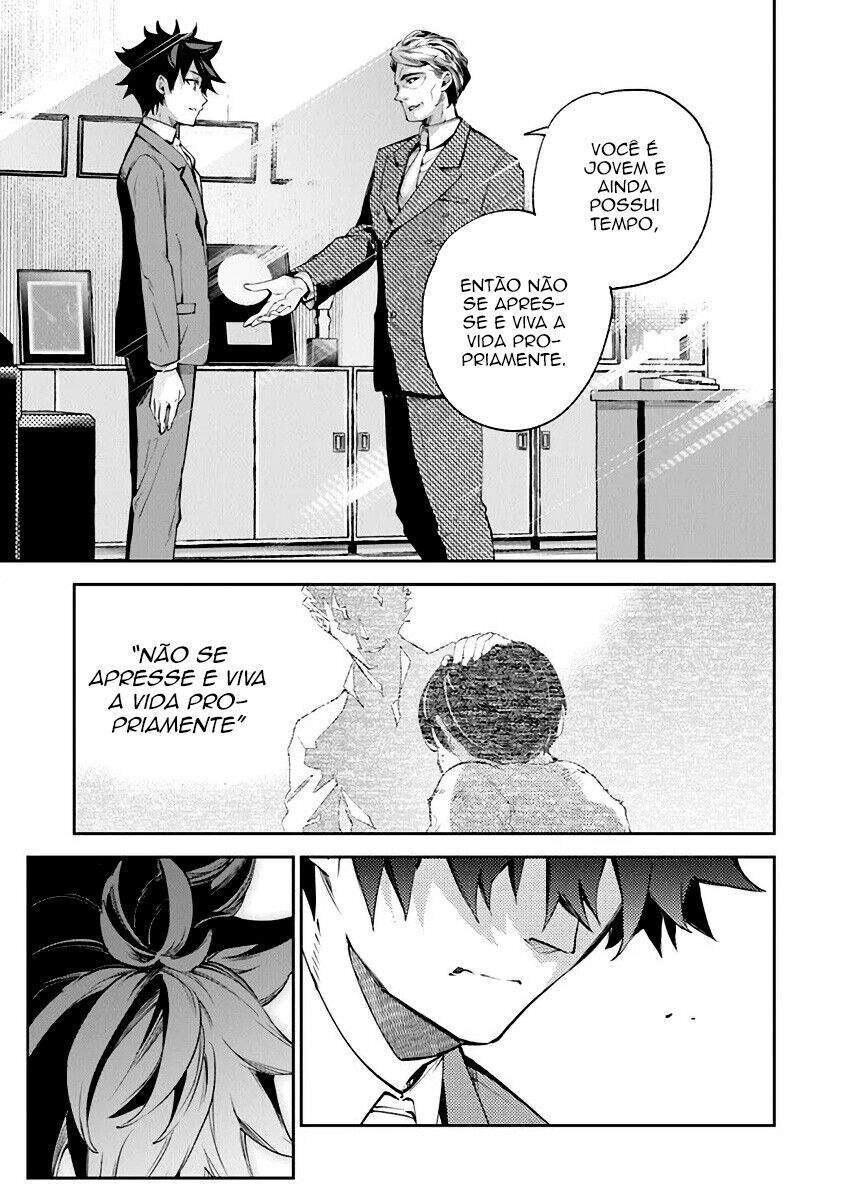 VOCÊ É
JOVEM E
AINDA
POSSUI
TEMPO,
ENTÃO NÃO
SE APRES-
SE E VIVA A
VIDA PRO-
PRIAMENTE.
"NÃO SE
APRESSE E VIVA
A VIDA PRO-
PRIAMENTE"